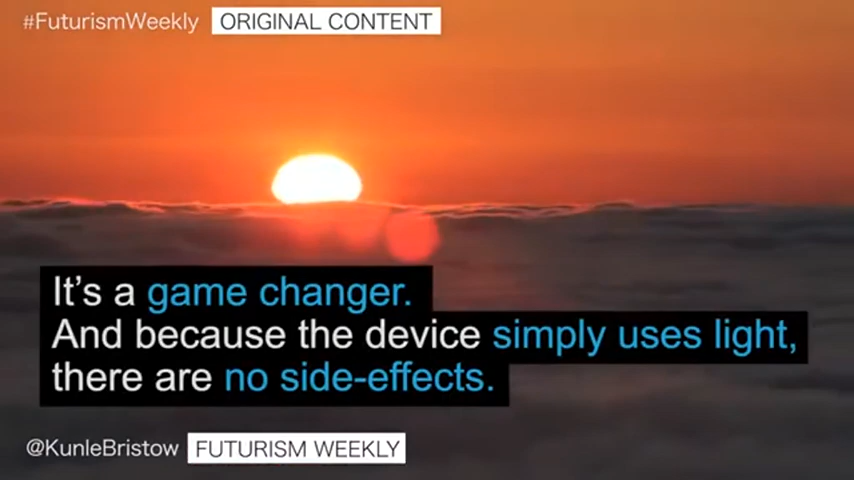 #FuturismWeekly ORIGINAL CONTENT
It's a game changer.
And because the device simply uses light,
there are no side-effects.
@KunleBristow FUTURISM WEEKLY